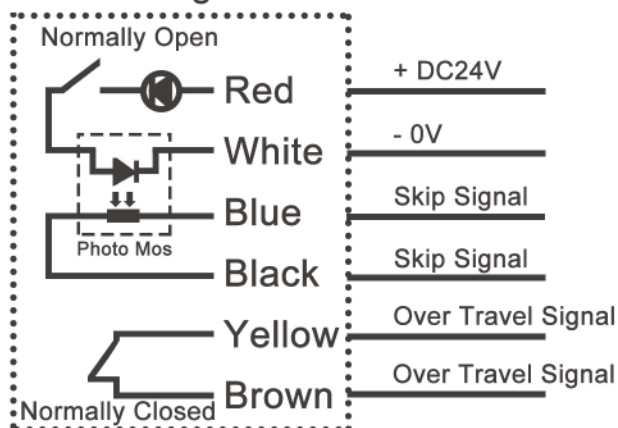 Normally Open
Red
+ DC24V
White
- 0V
Photo Mos
Blue
Skip Signal
Black
Skip Signal
Yellow
Over Travel Signal
Normally Closed
Brown
Over Travel Signal